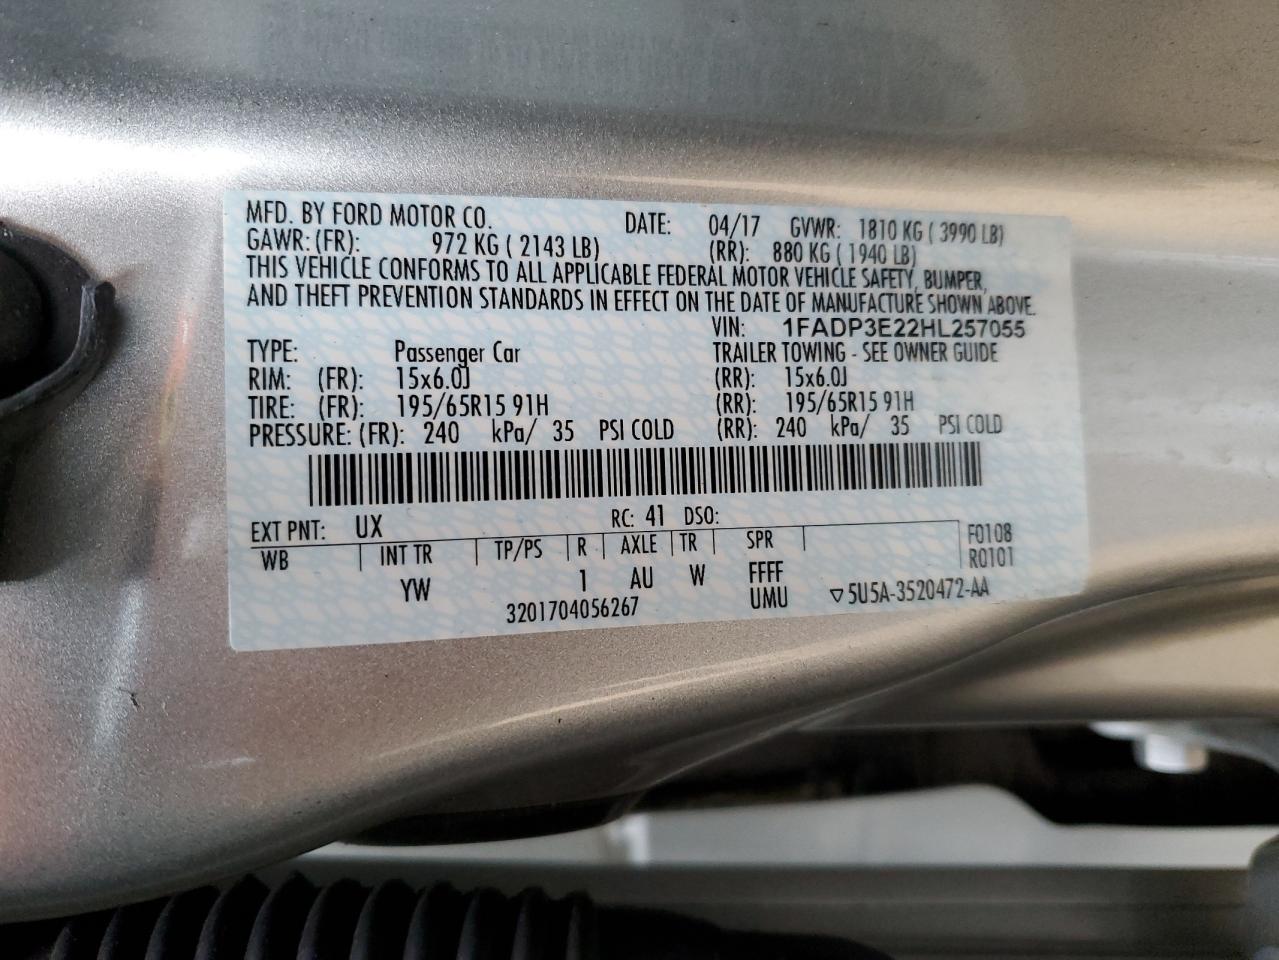 MFD. BY FORD MOTOR CO. DATE: 04/17 GVWR: 1810 KG ( 3990 LB)
GAWR: (FR): 972 KG ( 2143 LB) (RR): 880 KG ( 1940 LB)
THIS VEHICLE CONFORMS TO ALL APPLICABLE FEDERAL MOTOR VEHICLE SAFETY, BUMPER,
AND THEFT PREVENTION STANDARDS IN EFFECT ON THE DATE OF MANUFACTURE SHOWN ABOVE.
VIN: 1FADP3E22HL257055
TYPE: Passenger Car TRAILER TOWING - SEE OWNER GUIDE
RIM: (FR): 15x6.0J (RR): 15x6.0J
TIRE: (FR): 195/65R15 91H (RR): 195/65R15 91H
PRESSURE: (FR): 240 kPa/ 35 PSI COLD (RR): 240 kPa/ 35 PSI COLD
EXT PNT: UX RC: 41 DSO:
WB INT TR TP/PS R AXLE TR SPR F0108
R0101
YW 1 AU W FFFF
UMU
3201704056267 ▽5U5A-3520472-AA